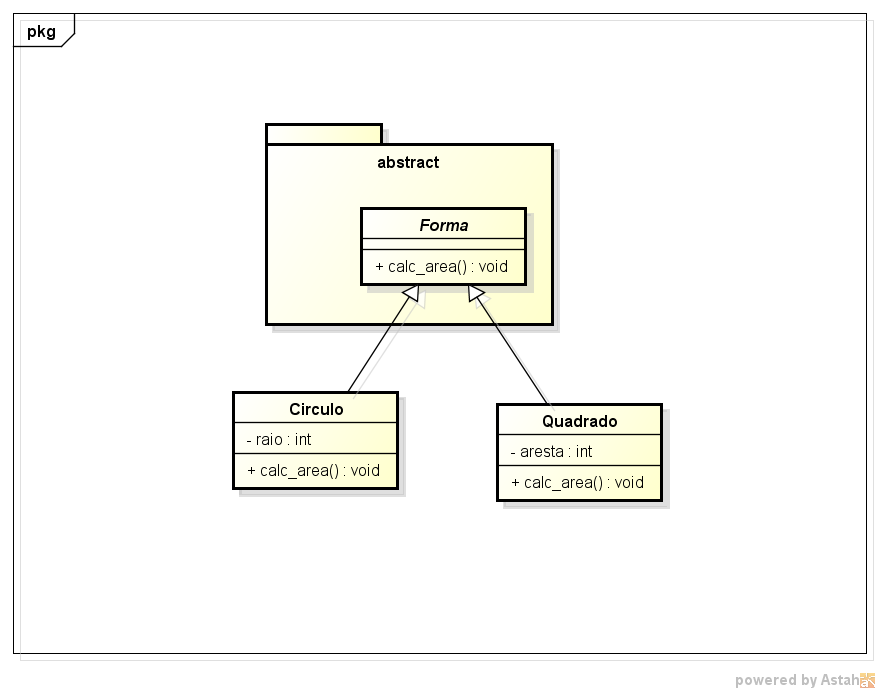 pkg
abstract
Forma
+ calc_area() : void
Circulo
- raio : int
+ calc_area() : void
Quadrado
- aresta : int
+ calc_area() : void
powered by Astah